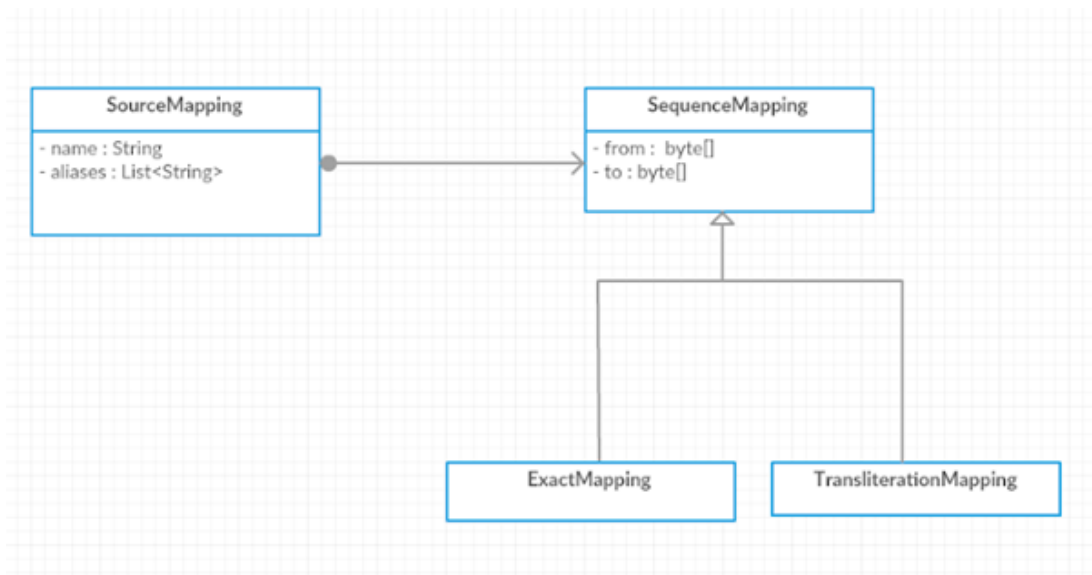 SourceMapping
- name : String
- aliases : List<String>
SequenceMapping
- from :  byte[]
- to : byte[]
ExactMapping
TransliterationMapping